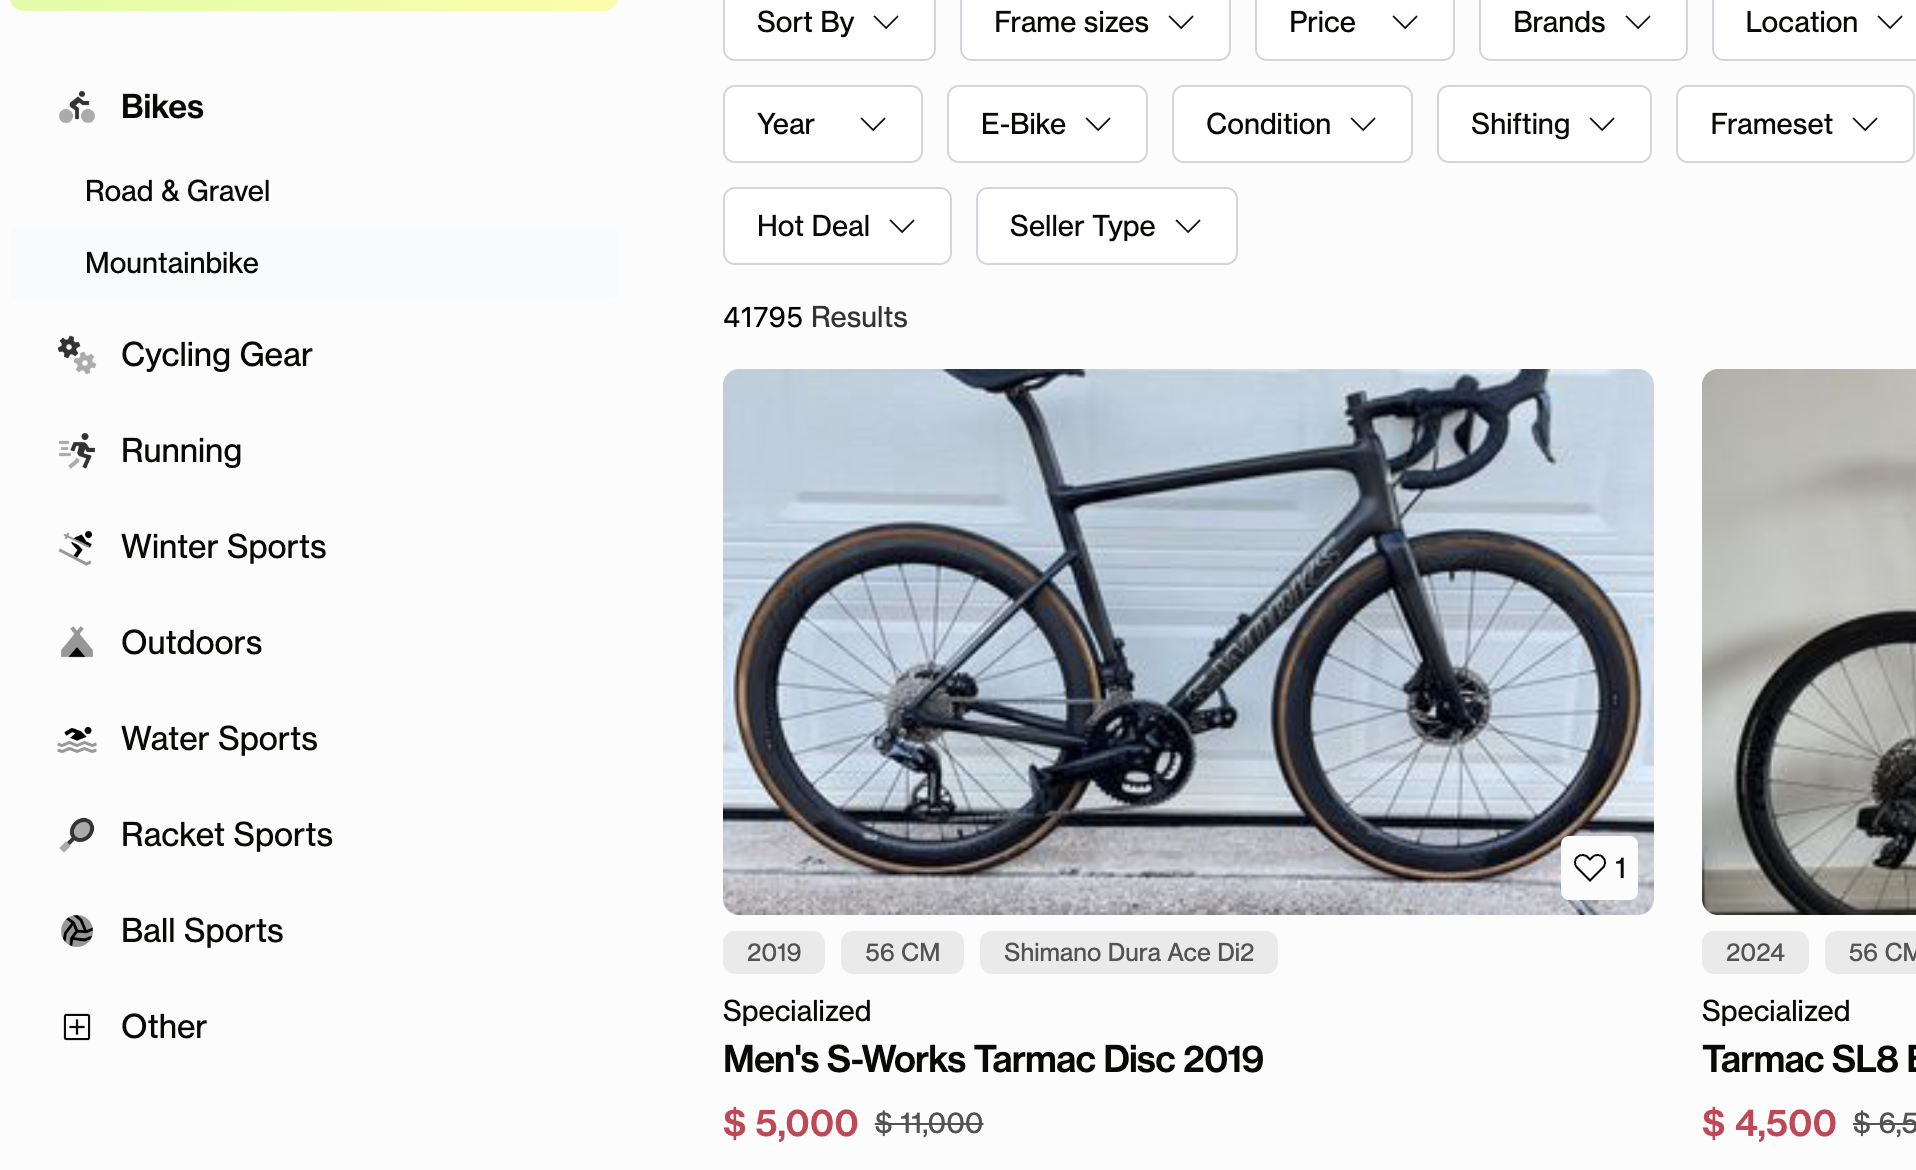 Sort By
Frame sizes
Price
Brands
Location
Bikes
Year
E-Bike
Condition
Shifting
Frameset
Road & Gravel
Hot Deal
Seller Type
Mountainbike
41795 Results
Cycling Gear
Running
Winter Sports
Outdoors
Water Sports
Racket Sports
Ball Sports
Other
S-WORKS
1
2019
56 CM
Shimano Dura Ace Di2
Specialized
Men's S-Works Tarmac Disc 2019
$ 5,000 $ 11,000
2024
56 CM
Specialized
Tarmac SL8
$ 4,500 $ 6,5